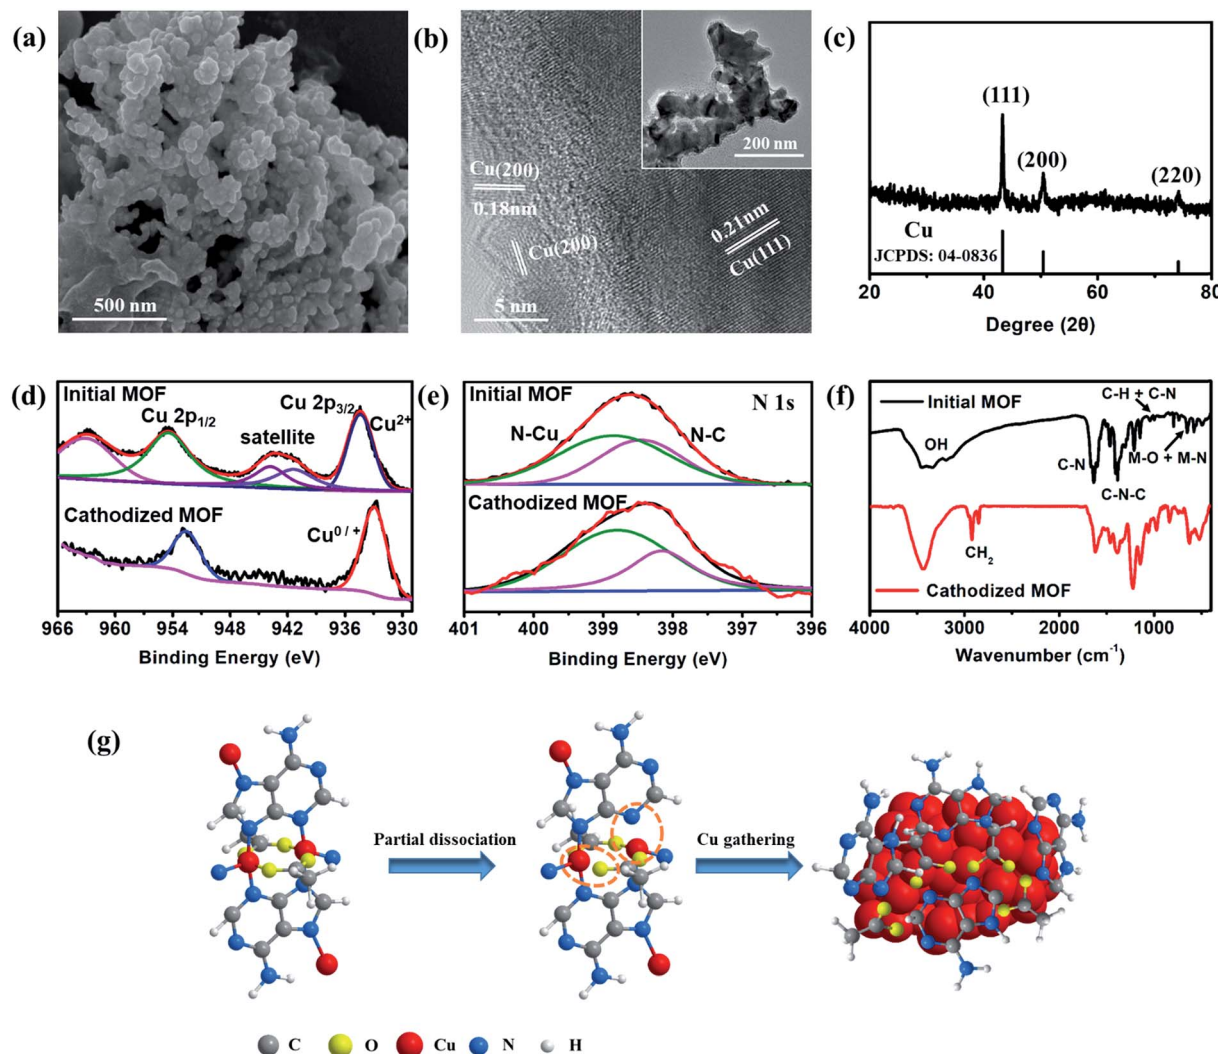 (a)
500 nm
(b)
200 nm
Cu(200)
0.18nm
Cu(200)
0.21nm
Cu(111)
5 nm
(c)
(111)
(200)
(220)
Cu
JCPDS: 04-0836
20 40 60 80
Degree (2θ)
(d)
Initial MOF
Cu 2p1/2
Cu 2p3/2
Cu2+
satellite
Cathodized MOF
Cu0 / +
966 954 948 942 936 930
Binding Energy (eV)
(e)
Initial MOF
N 1s
N-Cu
N-C
Cathodized MOF
401 400 399 398 397 396
Binding Energy (eV)
(f)
Initial MOF
C-H + C-N
OH
C-N
M-O + M-N
C-N-C
CH2
Cathodized MOF
4000 3000 2000 1000
Wavenumber (cm-1)
(g)
Partial dissociation
Cu gathering
C O Cu N H